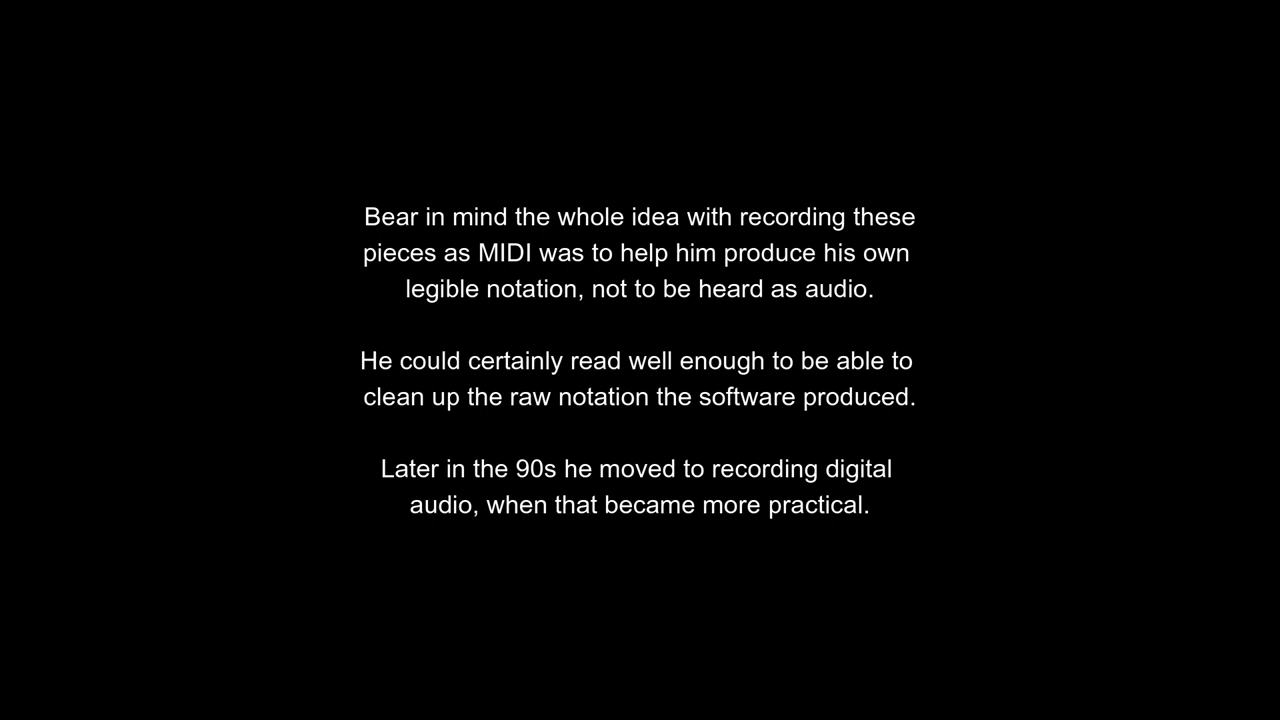 Bear in mind the whole idea with recording these
pieces as MIDI was to help him produce his own
legible notation, not to be heard as audio.
He could certainly read well enough to be able to
clean up the raw notation the software produced.
Later in the 90s he moved to recording digital
audio, when that became more practical.